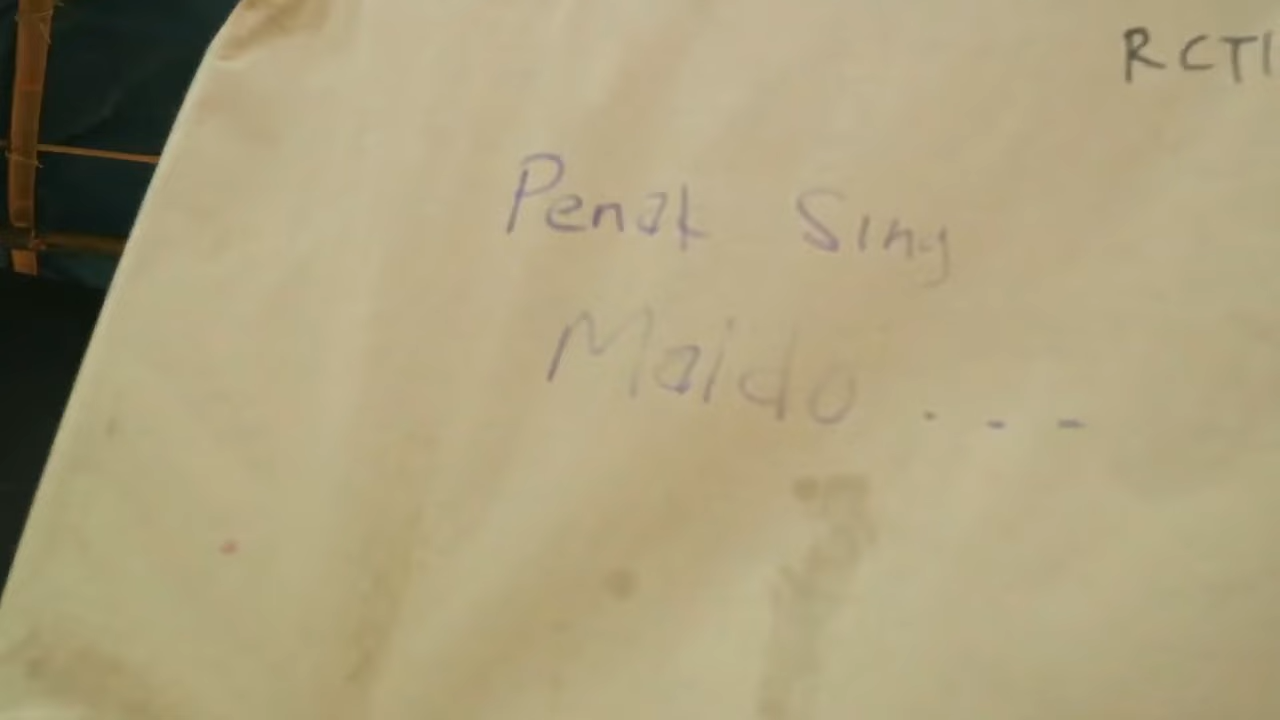 RCTI
Penak Sing
Maido . - -